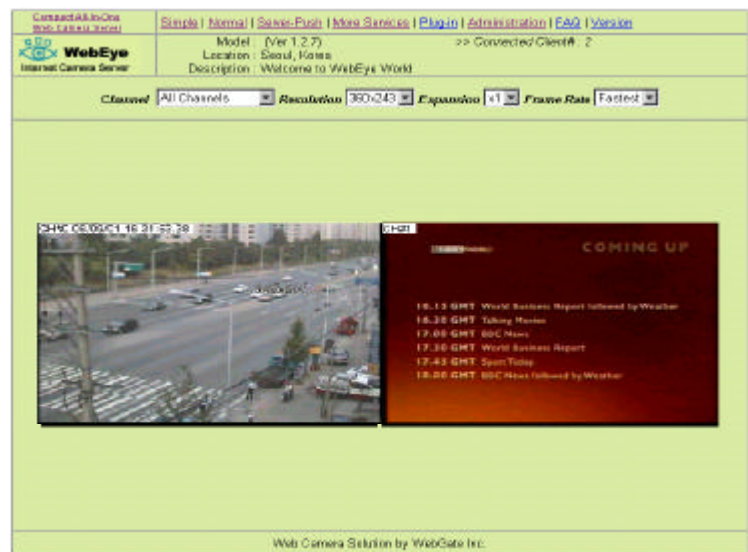 Compact All-In-One
Web Camera Server
Simple | Normal | Server-Push | More Services | Plug-in | Administration | FAQ | Version
WebEye
Internet Camera Server
Model : (Ver 1.2.7)
>> Connected Client# : 2
Location : Seoul, Korea
Description : Welcome to WebEye World
Channel All Channels Resolution 360x243 Expansion x1 Frame Rate Fastest
COMING UP
16.15 GMT World Business Report followed by Weather
16.30 GMT Talking Movies
17.00 GMT BBC News
17.30 GMT World Business Report
17.45 GMT Sport Today
18.00 GMT BBC News followed by Weather
Web Camera Solution by WebGate Inc.